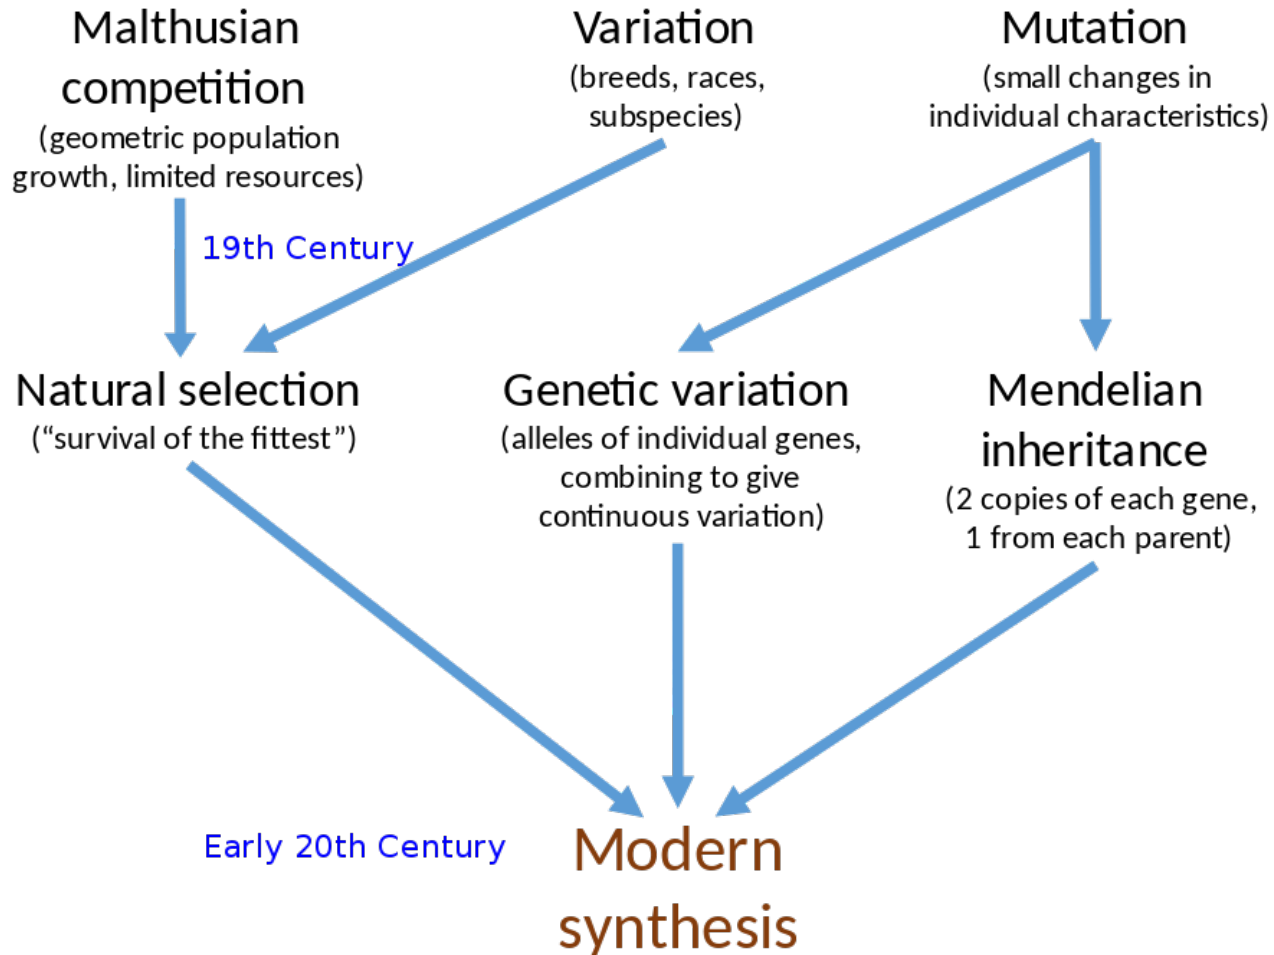 Malthusian
competition
(geometric population
growth, limited resources)
Variation
(breeds, races,
subspecies)
Mutation
(small changes in
individual characteristics)
19th Century
Natural selection
(“survival of the fittest”)
Genetic variation
(alleles of individual genes,
combining to give
continuous variation)
Mendelian
inheritance
(2 copies of each gene,
1 from each parent)
Early 20th Century
Modern
synthesis